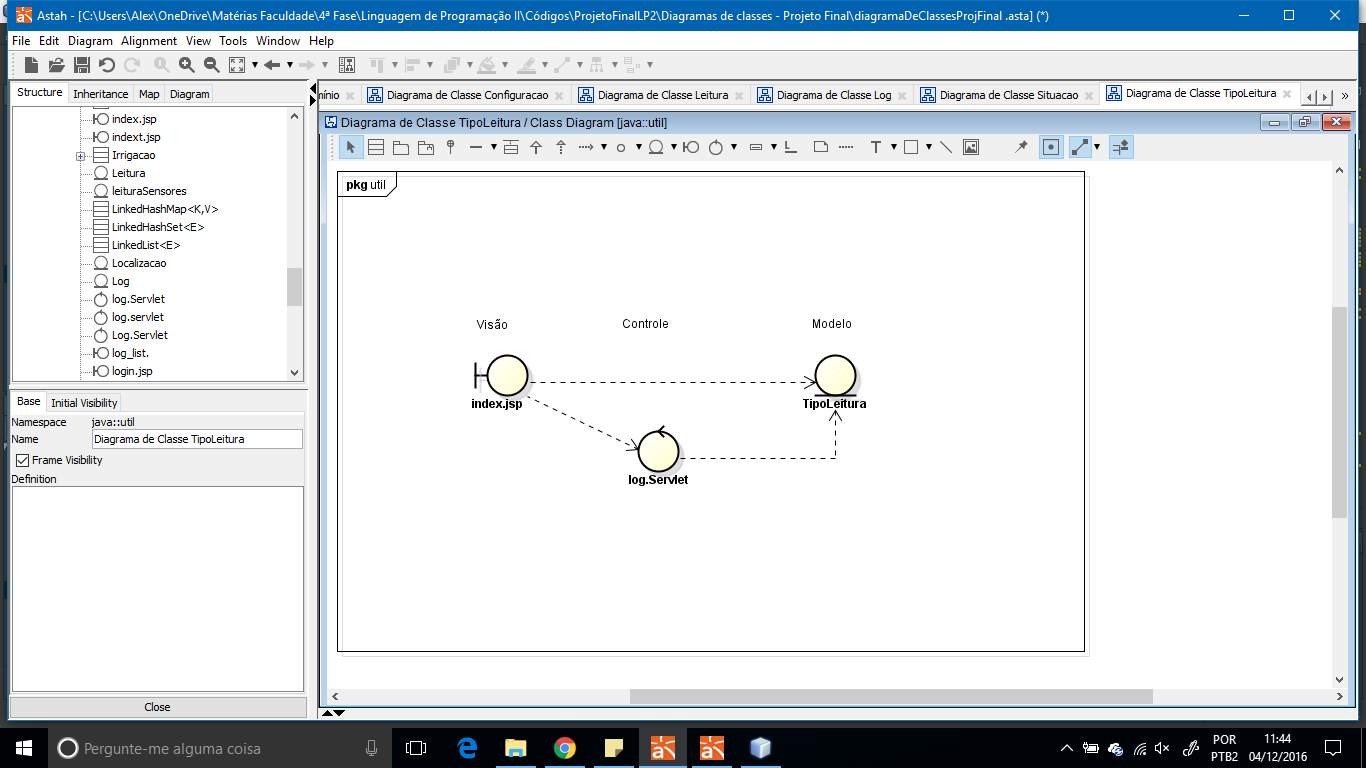 Astah - [C:\Users\Alex\OneDrive\Matérias Faculdade\4ª Fase\Linguagem de Programação II\Códigos\ProjetoFinalLP2\Diagramas de classes - Projeto Final\diagramaDeClassesProjFinal .asta] (*)
File Edit Diagram Alignment View Tools Window Help
Structure Inheritance Map Diagram
nínio Diagrama de Classe Configuracao Diagrama de Classe Leitura Diagrama de Classe Log Diagrama de Classe Situacao Diagrama de Classe TipoLeitura
Diagrama de Classe TipoLeitura / Class Diagram [java::util]
index.jsp
indext.jsp
Irrigacao
Leitura
leituraSensores
LinkedHashMap<K,V>
LinkedHashSet<E>
LinkedList<E>
Localizacao
Log
log.Servlet
log.servlet
Log.Servlet
log_list.
login.jsp
Base Initial Visibility
Namespace java::util
Name Diagrama de Classe TipoLeitura
Frame Visibility
Definition
Close
pkg util
Visão Controle Modelo
index.jsp TipoLeitura
log.Servlet
Pergunte-me alguma coisa
POR 11:44
PTB2 04/12/2016